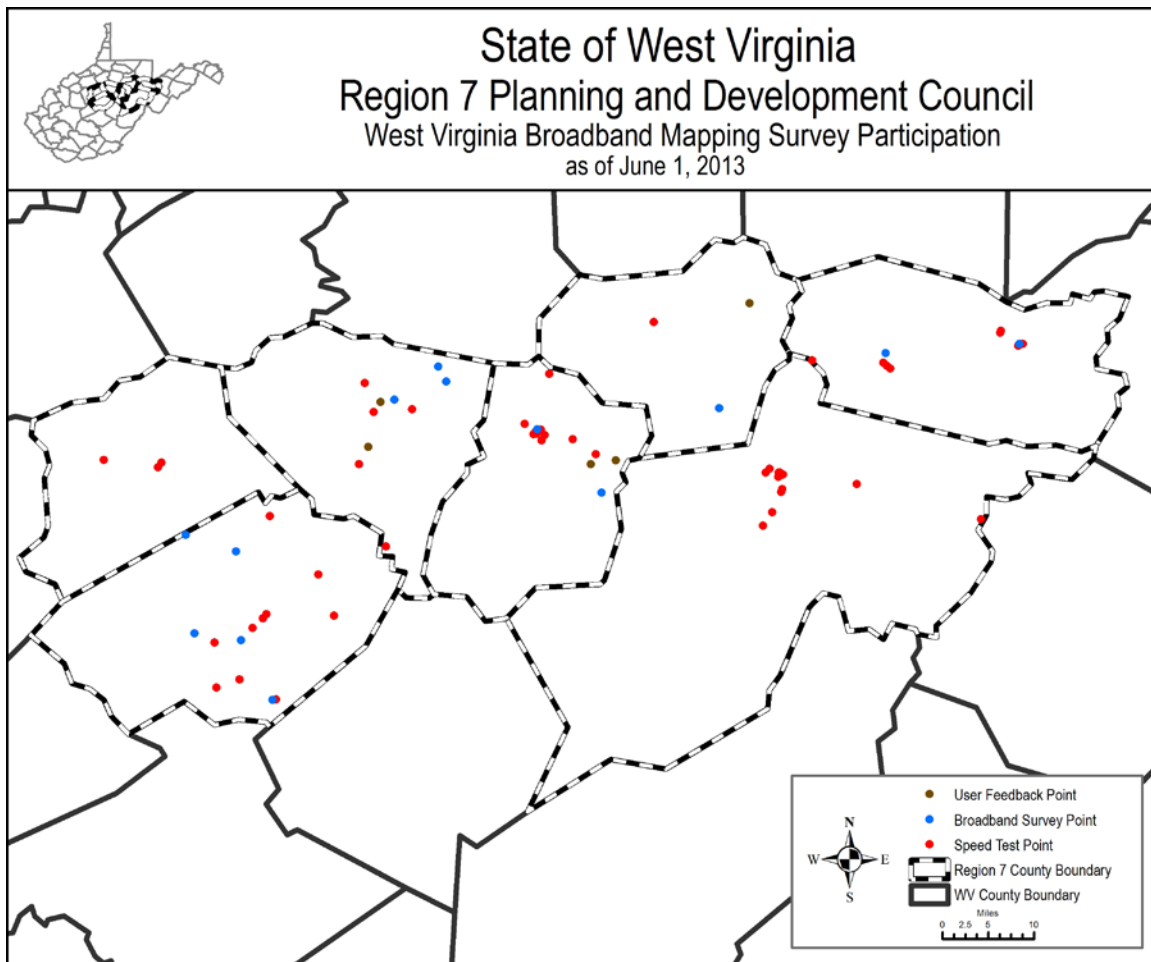 State of West Virginia
Region 7 Planning and Development Council
West Virginia Broadband Mapping Survey Participation
as of June 1, 2013
User Feedback Point
Broadband Survey Point
Speed Test Point
Region 7 County Boundary
WV County Boundary
N
W E
S
Miles
0 2.5 5 10